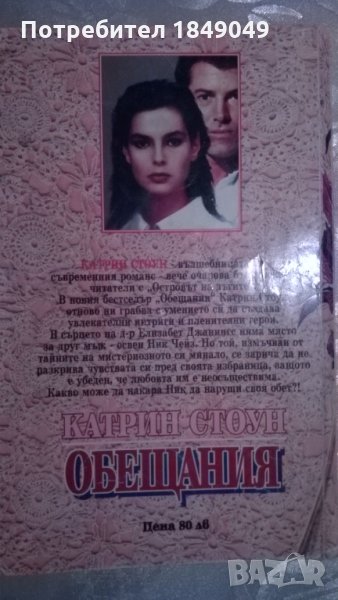 Потребител 1849049
КАТРИН СТОУН - вълшебницата
съвременния романс - вече очарова б
читатели с „Островът на
В новия бестселър „Обещания“ Катрин Стоу
отново ни грабва с умението си да създава
увлекателни интриги и пленителни герои.
В сърцето на д-р Елизабет Дженингс няма място
за друг мъж - освен Ник Чейз. Но той, измъчван от
тайните на мистериозното си минало, се зарича да не
разкрива чувствата си пред своята избраница, защото
е убеден, че любовта им е неосъществима.
Какво може да накара Ник да наруши своя обет?!
КАТРИН СТОУН
ОБЕЩАНИЯ
Цена 80 лв
BAZAR